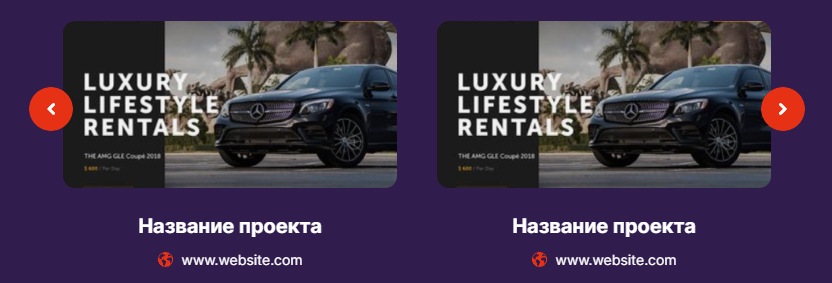 LUXURY
LIFESTYLE
RENTALS
THE AMG GLE Coupé 2018
$ 600 / Per Day
LUXURY
LIFESTYLE
RENTALS
THE AMG GLE Coupé 2018
$ 600 / Per Day
Название проекта
Название проекта
www.website.com
www.website.com